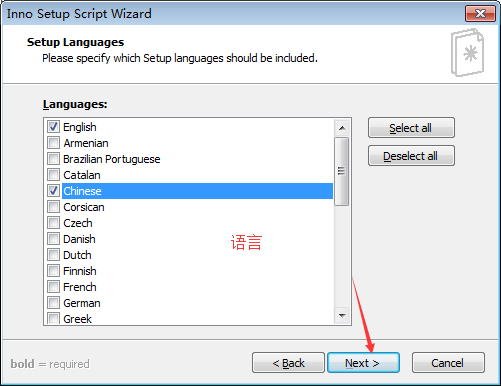 Inno Setup Script Wizard
Setup Languages
Please specify which Setup languages should be included.
Languages:
English
Armenian
Brazilian Portuguese
Catalan
Chinese
Corsican
Czech
Danish
Dutch
Finnish
French
German
Greek
Select all
Deselect all
语言
bold = required
< Back
Next >
Cancel